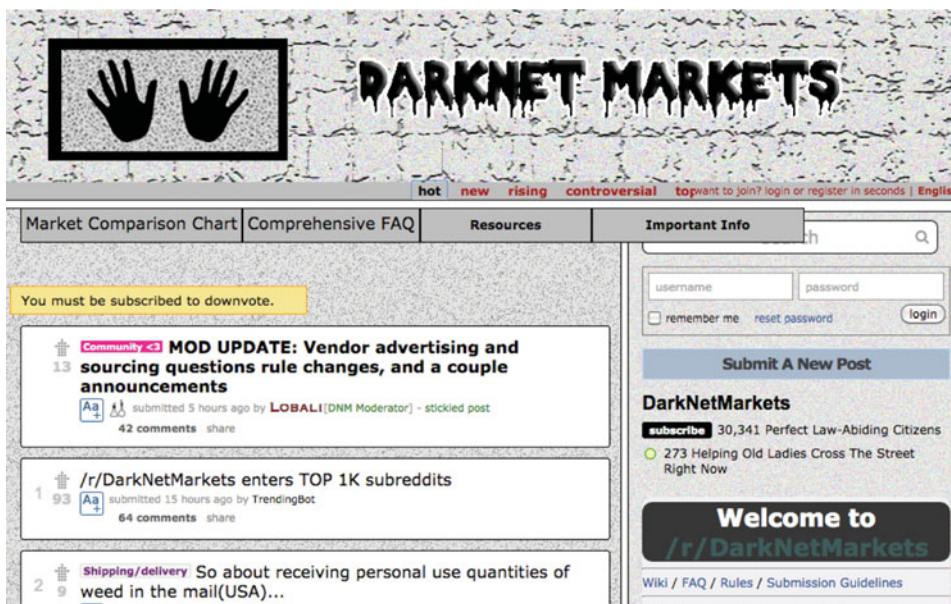 DARKNET MARKETS
hot new rising controversial top want to join? login or register in seconds | Englis
Market Comparison Chart Comprehensive FAQ Resources Important Info
username password
remember me reset password login
You must be subscribed to downvote.
Community <3 MOD UPDATE: Vendor advertising and
13 sourcing questions rule changes, and a couple
announcements
Aa+ submitted 5 hours ago by LOBALI[DNM Moderator] - stickied post
42 comments share
1 /r/DarkNetMarkets enters TOP 1K subreddits
93 Aa+ submitted 15 hours ago by TrendingBot
64 comments share
2 Shipping/delivery So about receiving personal use quantities of
9 weed in the mail(USA)...
Submit A New Post
DarkNetMarkets
subscribe 30,341 Perfect Law-Abiding Citizens
273 Helping Old Ladies Cross The Street
Right Now
Welcome to
/r/DarkNetMarkets
Wiki / FAQ / Rules / Submission Guidelines